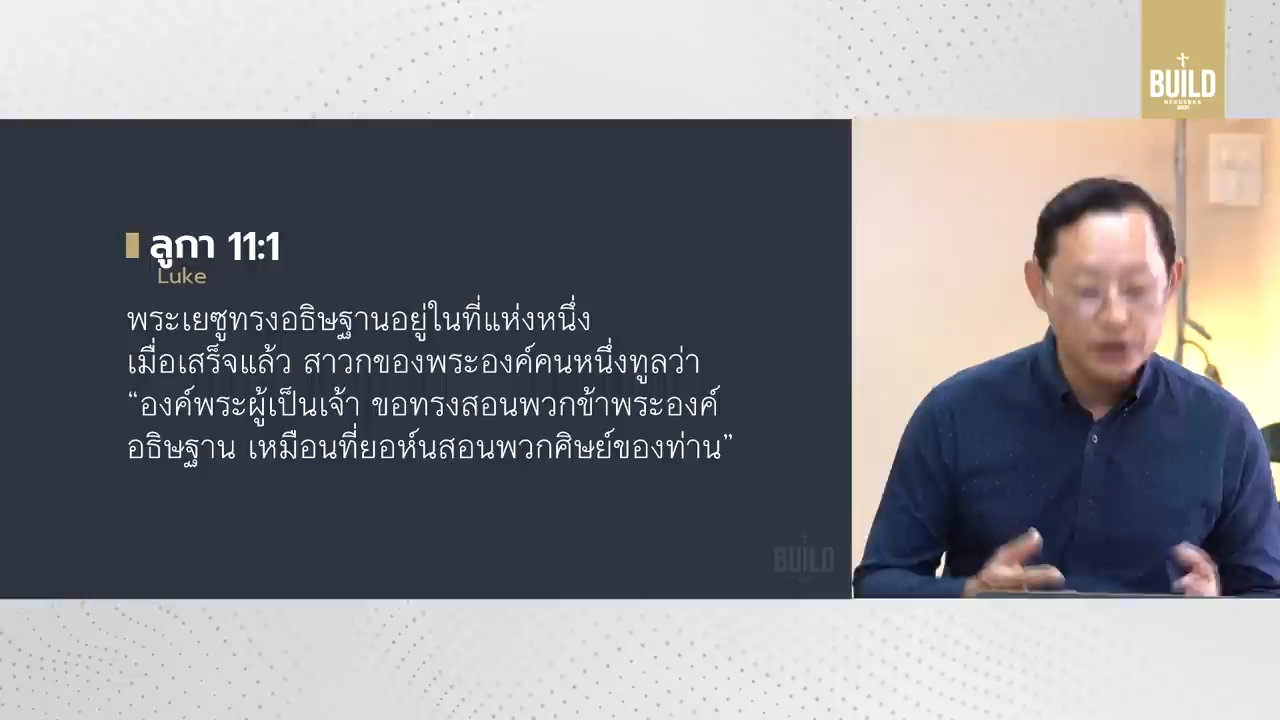 BUILD
NEXUSBKK
2021
ลูกา 11:1
Luke
พระเยซูทรงอธิษฐานอยู่ในที่แห่งหนึ่ง
เมื่อเสร็จแล้ว สาวกของพระองค์คนหนึ่งทูลว่า
“องค์พระผู้เป็นเจ้า ขอทรงสอนพวกข้าพระองค์
อธิษฐาน เหมือนที่ยอห์นสอนพวกศิษย์ของท่าน”
BUILD